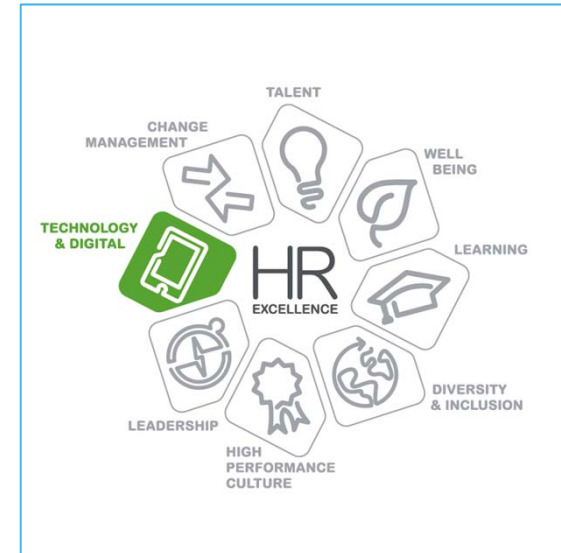 TALENT
CHANGE
MANAGEMENT
WELL
BEING
TECHNOLOGY
& DIGITAL
LEARNING
HR
EXCELLENCE
DIVERSITY
& INCLUSION
LEADERSHIP
HIGH
PERFORMANCE
CULTURE